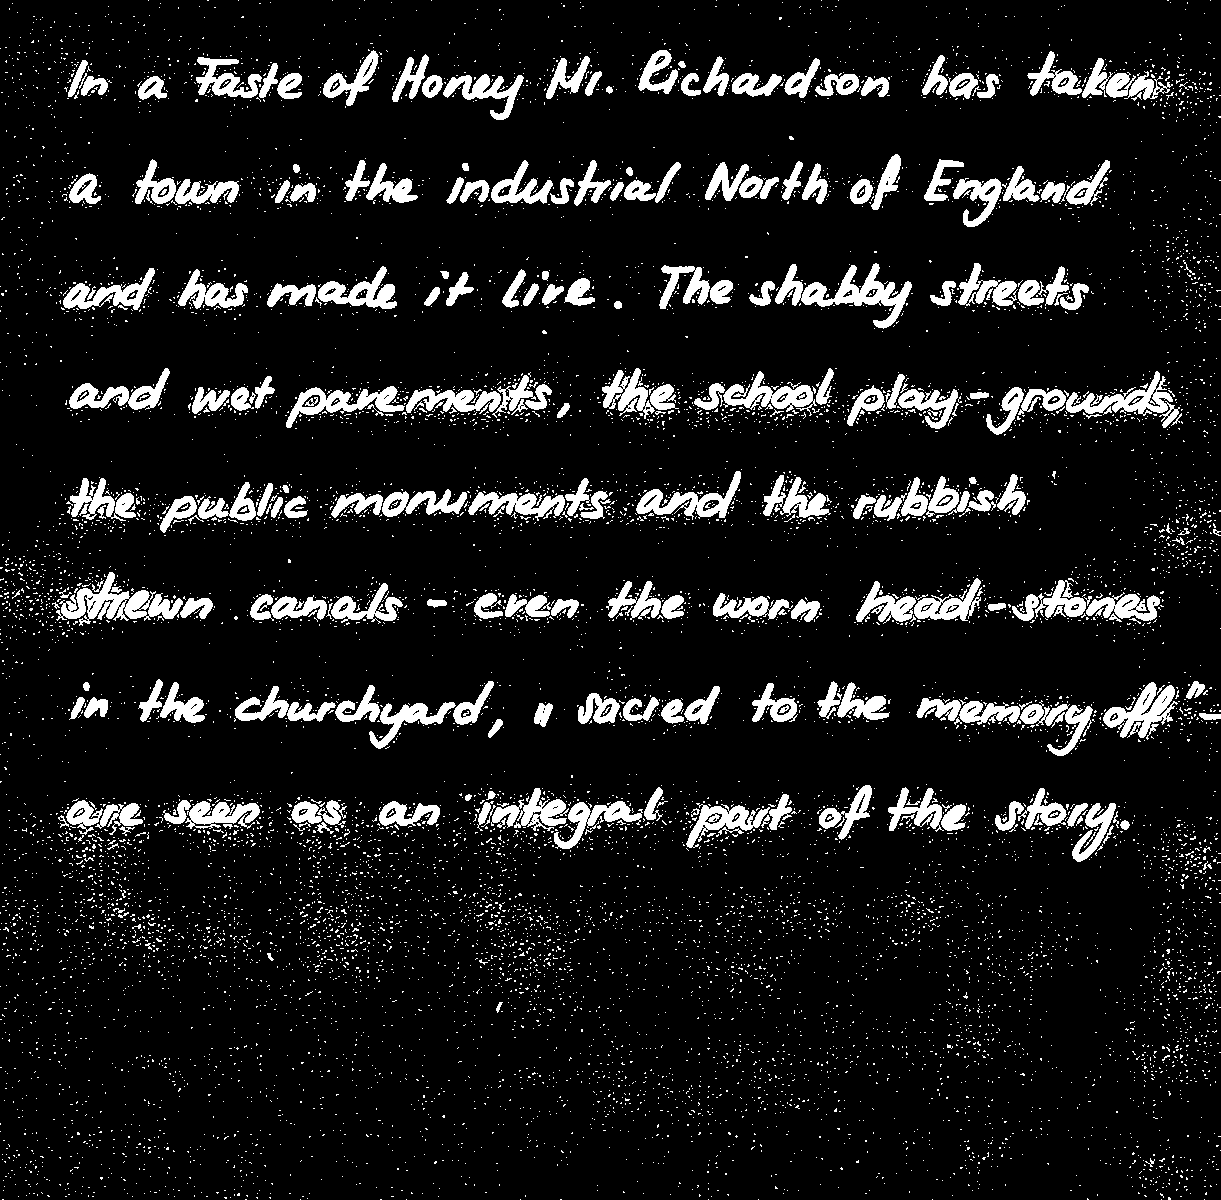 In a Taste of Honey Mr. Richardson has taken
a town in the industrial North of England
and has made it live. The shabby streets
and wet pavements, the school play-grounds,
the public monuments and the rubbish
strewn canals - even the worn head-stones
in the churchyard, "sacred to the memory off" -
are seen as an integral part of the story.